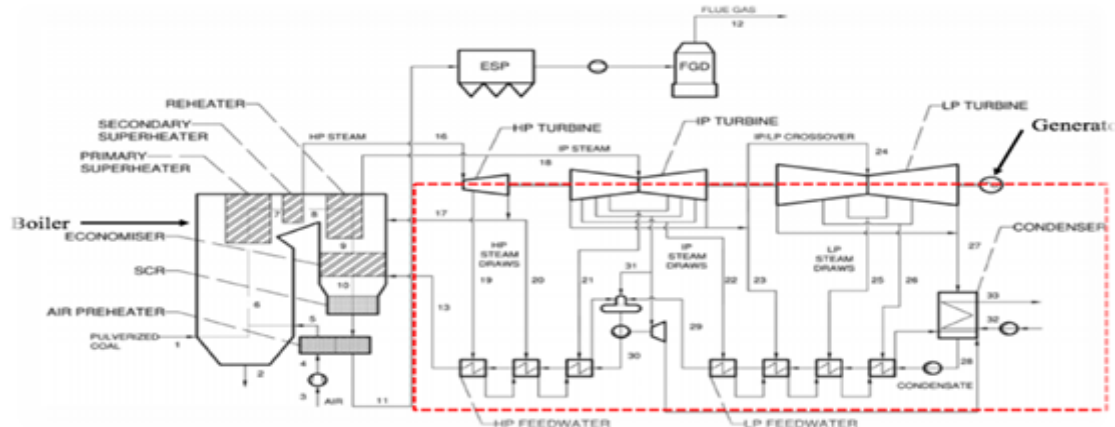 FLUE GAS
12
ESP
FGD
REHEATER
SECONDARY
SUPERHEATER
PRIMARY
SUPERHEATER
HP STEAM
16
HP TURBINE
IP TURBINE
LP TURBINE
IP/LP CROSSOVER
Generato
18
IP STEAM
24
7
8
Boiler
17
9
ECONOMISER
SCR
AIR PREHEATER
PULVERIZED
COAL
1
2
3
AIR
4
5
6
10
11
13
HP
STEAM
DRAWS
19
20
21
31
IP
STEAM
DRAWS
22
23
LP
STEAM
DRAWS
25
26
27
CONDENSER
33
32
29
30
28
CONDENSATE
HP FEEDWATER
LP FEEDWATER